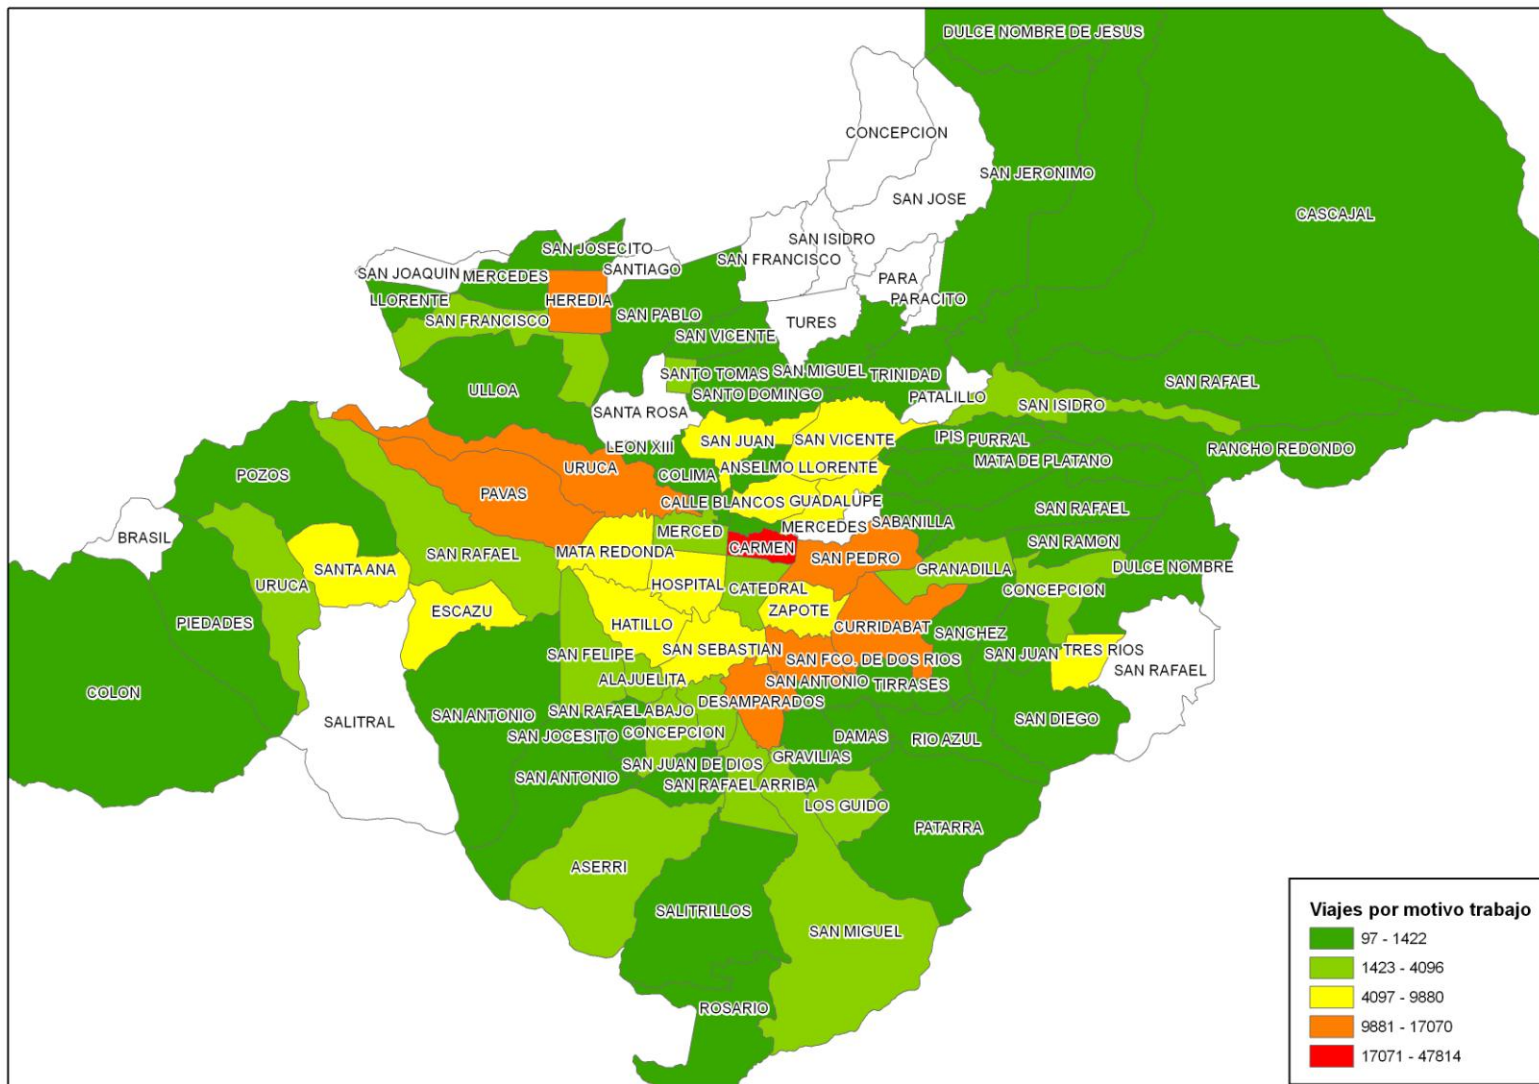 DULCE NOMBRE DE JESUS
CONCEPCION
SAN JERONIMO
SAN JOSE
CASCAJAL
SAN ISIDRO
SAN JOSECITO
SAN FRANCISCO
SANTIAGO
SAN JOAQUIN
MERCEDES
PARA
LLORENTE
HEREDIA
PARACITO
SAN FRANCISCO
SAN PABLO
TURES
SAN VICENTE
SANTO TOMAS
SAN MIGUEL
TRINIDAD
SAN RAFAEL
ULLOA
SANTO DOMINGO
PATALILLO
SAN ISIDRO
SANTA ROSA
SAN JUAN
SAN VICENTE
IPIS
PURRAL
LEON XIII
RANCHO REDONDO
URUCA
ANSELMO LLORENTE
MATA DE PLATANO
POZOS
COLIMA
PAVAS
CALLE BLANCOS
GUADALUPE
SAN RAFAEL
BRASIL
MERCED
MERCEDES
SABANILLA
SAN RAMON
SAN RAFAEL
MATA REDONDA
CARMEN
SAN PEDRO
SANTA ANA
GRANADILLA
DULCE NOMBRE
URUCA
HOSPITAL
CATEDRAL
CONCEPCION
ESCAZU
ZAPOTE
PIEDADES
HATILLO
CURRIDABAT
SANCHEZ
SAN FELIPE
SAN SEBASTIAN
SAN FCO. DE DOS RIOS
SAN JUAN
TRES RIOS
SAN RAFAEL
ALAJUELITA
SAN ANTONIO
TIRRASES
COLON
DESAMPARADOS
SALITRAL
SAN ANTONIO
SAN RAFAEL ABAJO
SAN DIEGO
SAN JOCESITO
CONCEPCION
DAMAS
RIO AZUL
GRAVILIAS
SAN JUAN DE DIOS
SAN ANTONIO
SAN RAFAEL ARRIBA
LOS GUIDO
PATARRA
ASERRI
SALITRILLOS
SAN MIGUEL
ROSARIO
Viajes por motivo trabajo
97 - 1422
1423 - 4096
4097 - 9880
9881 - 17070
17071 - 47814